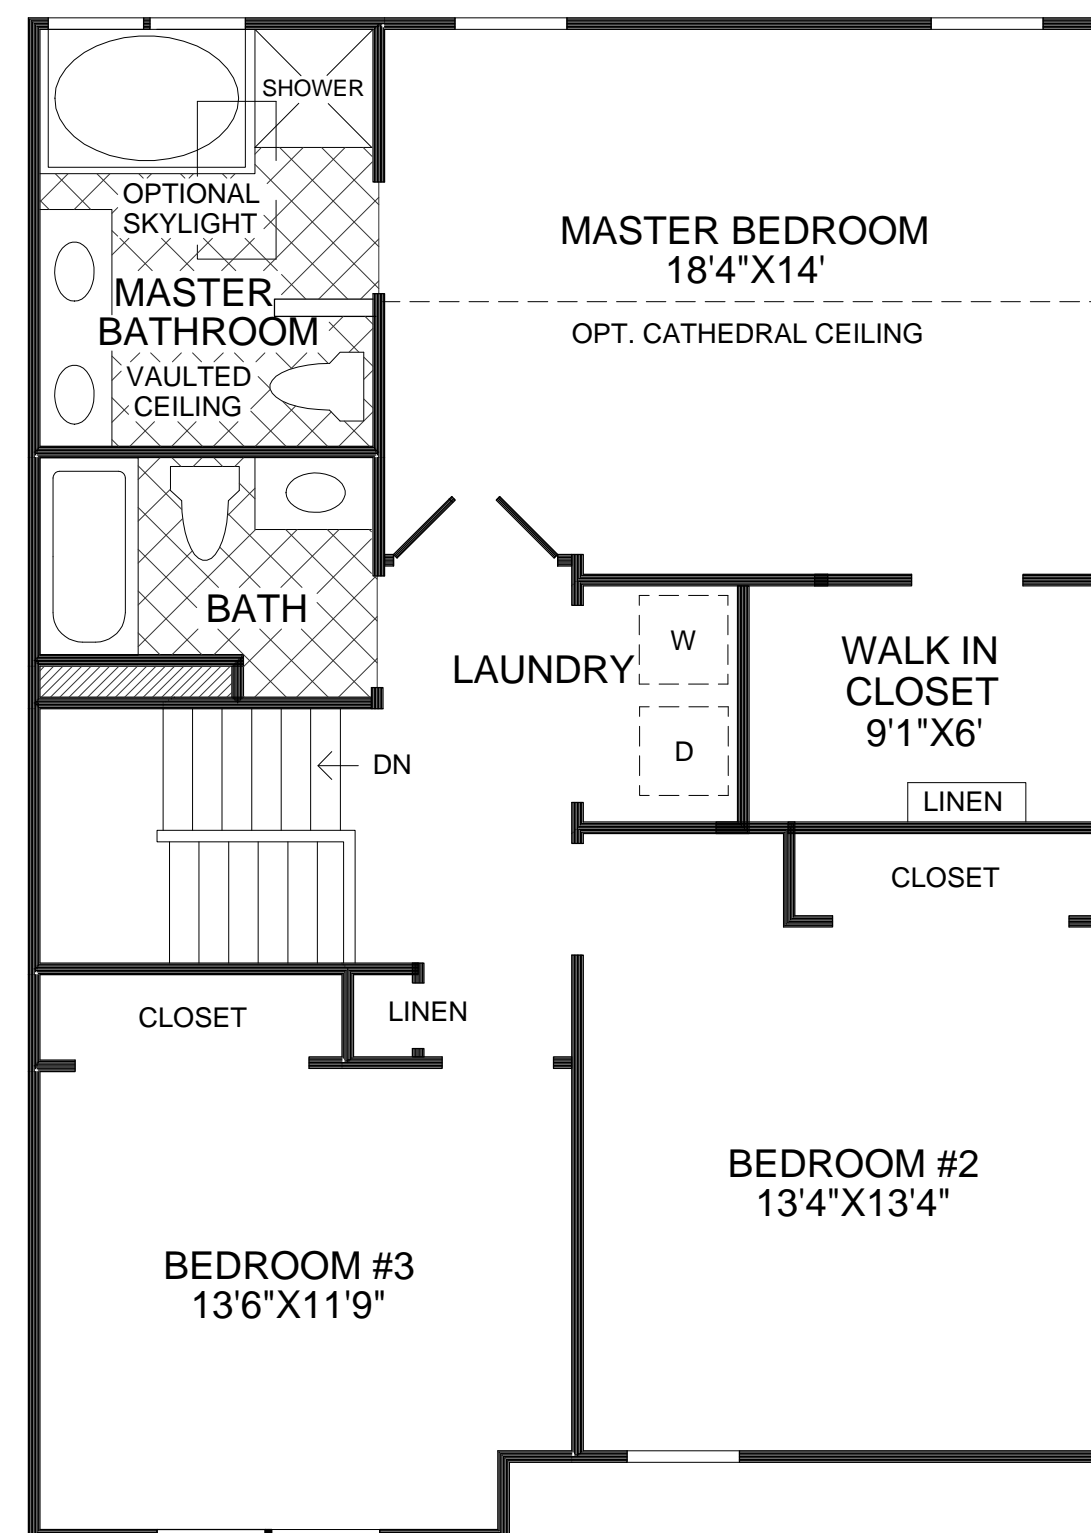 SHOWER
OPTIONAL
SKYLIGHT
MASTER
BATHROOM
VAULTED
CEILING
MASTER BEDROOM
18'4"X14'
OPT. CATHEDRAL CEILING
BATH
LAUNDRY
W
D
WALK IN
CLOSET
9'1"X6'
LINEN
DN
CLOSET
CLOSET
LINEN
BEDROOM #2
13'4"X13'4"
BEDROOM #3
13'6"X11'9"